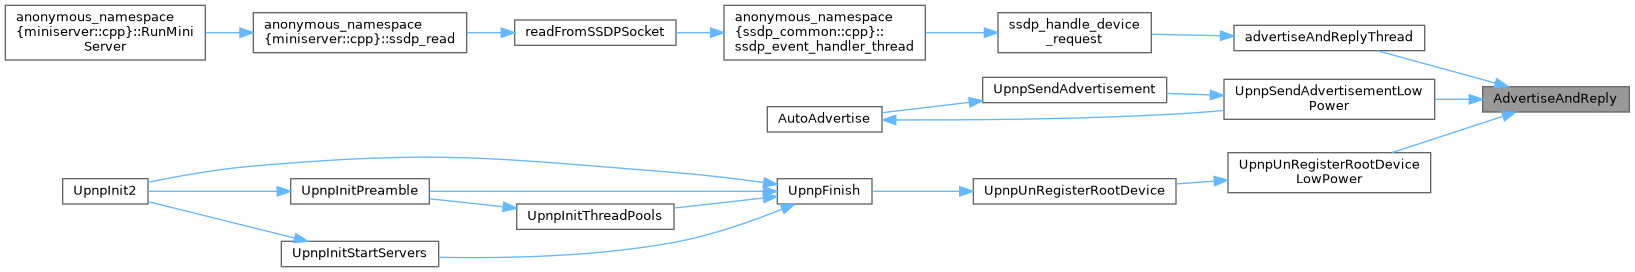 anonymous_namespace
{miniserver::cpp}::RunMini
Server
anonymous_namespace
{miniserver::cpp}::ssdp_read
readFromSSDPSocket
anonymous_namespace
{ssdp_common::cpp}::
ssdp_event_handler_thread
ssdp_handle_device
_request
advertiseAndReplyThread
AdvertiseAndReply
AutoAdvertise
UpnpSendAdvertisement
UpnpSendAdvertisementLow
Power
UpnpInit2
UpnpInitPreamble
UpnpInitThreadPools
UpnpInitStartServers
UpnpFinish
UpnpUnRegisterRootDevice
UpnpUnRegisterRootDevice
LowPower